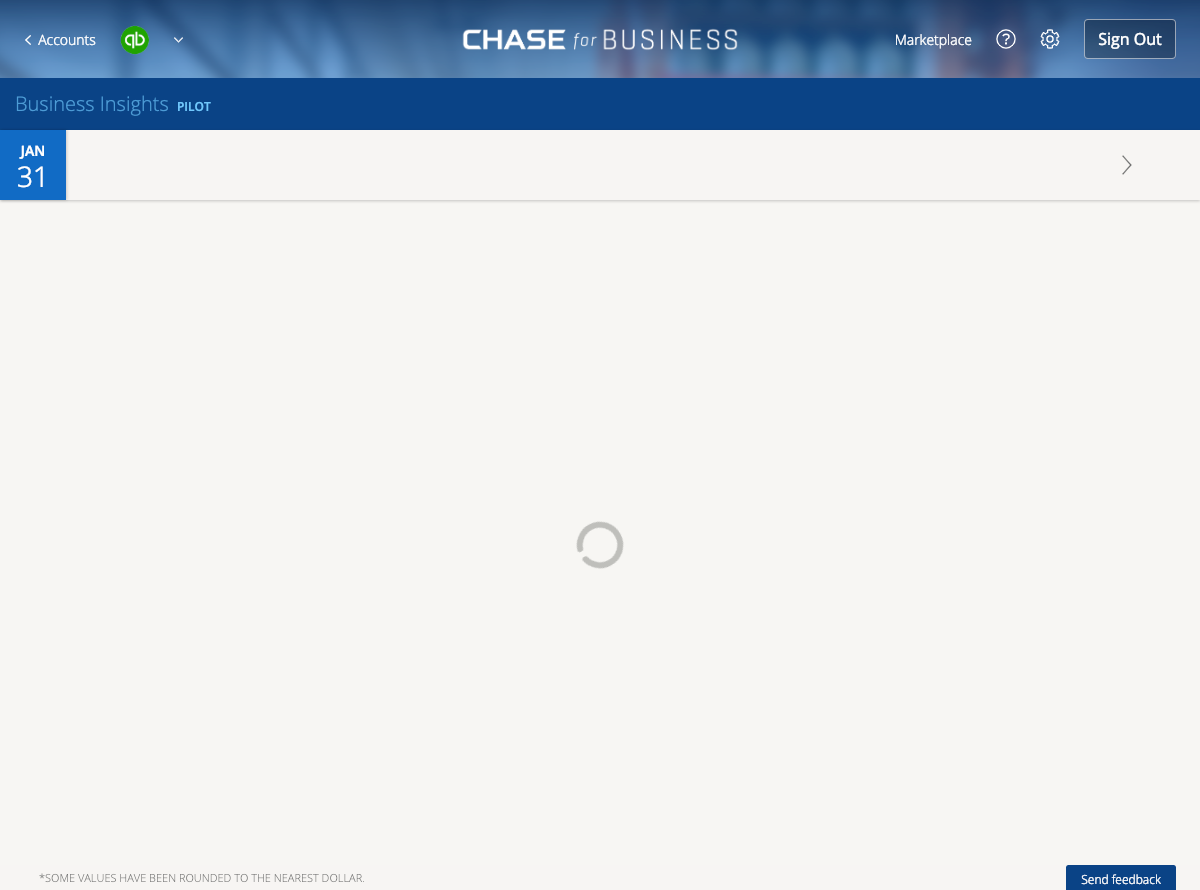 Accounts
qb
CHASE for BUSINESS
Marketplace
?
Sign Out
Business Insights PILOT
JAN
31
*SOME VALUES HAVE BEEN ROUNDED TO THE NEAREST DOLLAR.
Send feedback